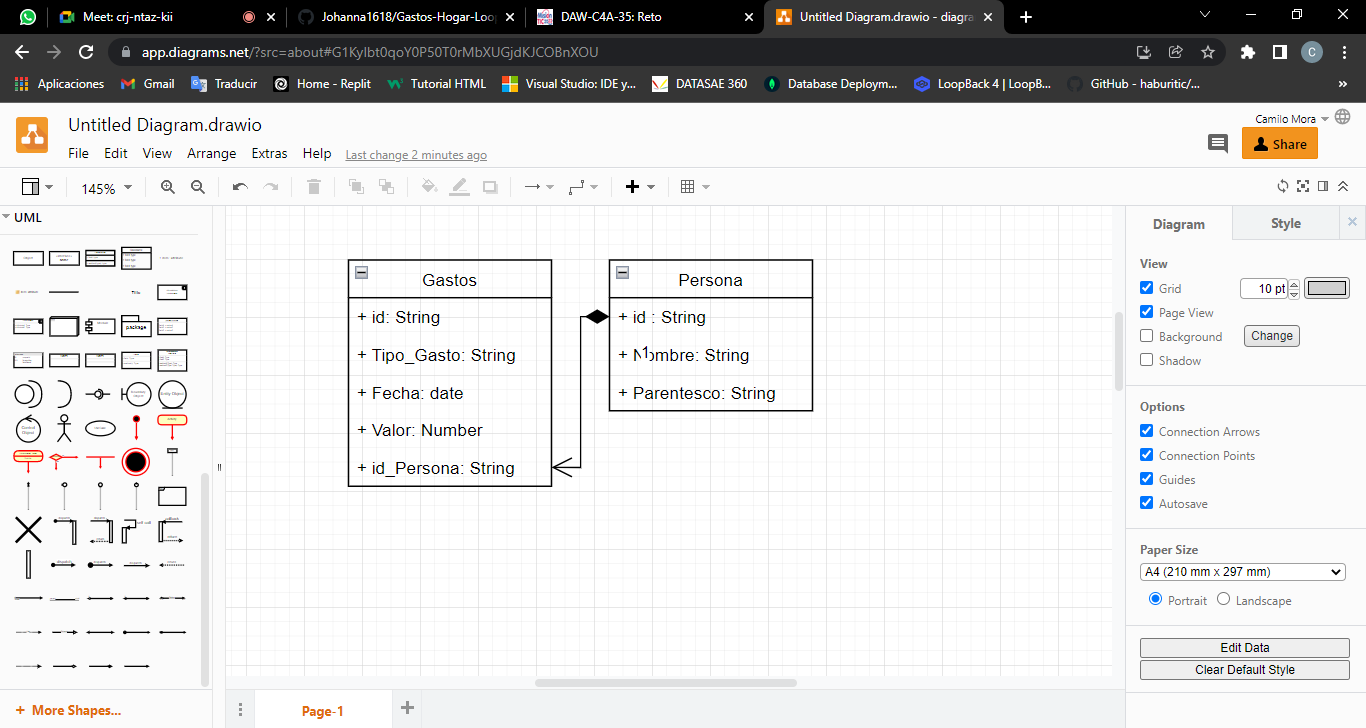 Meet: crj-ntaz-kii
Johanna1618/Gastos-Hogar-Loo
DAW-C4A-35: Reto
Untitled Diagram.drawio - diagra
app.diagrams.net/?src=about#G1KyIbt0qoY0P50T0rMbXUGjdKJCOBnXOU
C
Aplicaciones
Gmail
Traducir
Home - Replit
Tutorial HTML
Visual Studio: IDE y...
DATASAE 360
Database Deploym...
LoopBack 4 | LoopB...
GitHub - haburitic/...
»
Untitled Diagram.drawio
Camilo Mora
File Edit View Arrange Extras Help Last change 2 minutes ago
Share
145%
UML
Title
package
Gastos
+ id: String
+ Tipo_Gasto: String
+ Fecha: date
+ Valor: Number
+ id_Persona: String
Persona
+ id : String
+ Nombre: String
1
+ Parentesco: String
Diagram
Style
View
Grid
10 pt
Page View
Background
Change
Shadow
Options
Connection Arrows
Connection Points
Guides
Autosave
Paper Size
A4 (210 mm x 297 mm)
Portrait
Landscape
Edit Data
Clear Default Style
+ More Shapes...
Page-1